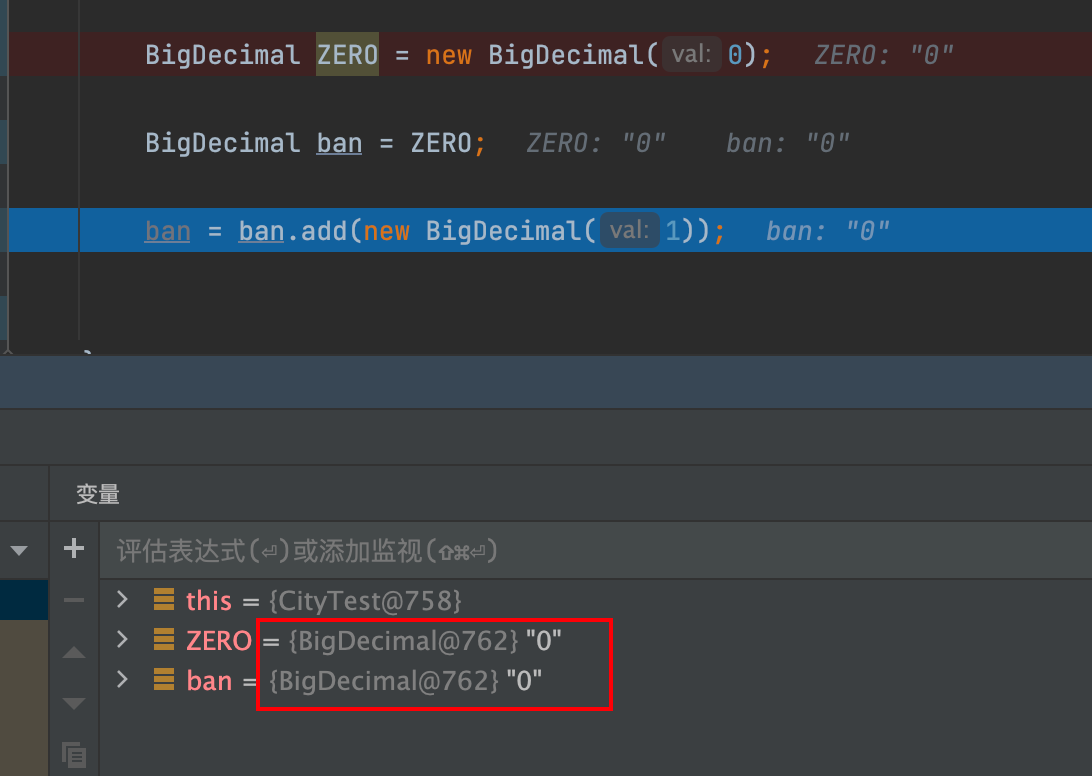 BigDecimal ZERO = new BigDecimal( val: 0); ZERO: "0"
BigDecimal ban = ZERO; ZERO: "0" ban: "0"
ban = ban.add(new BigDecimal( val: 1)); ban: "0"
变量
评估表达式(⏎)或添加监视(⇧⌘⏎)
this = {CityTest@758}
ZERO = {BigDecimal@762} "0"
ban = {BigDecimal@762} "0"